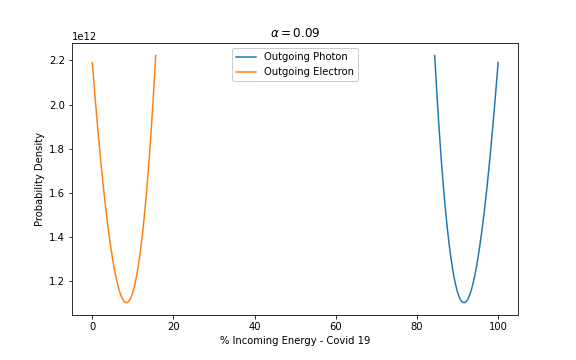 α = 0.09
1e12
Outgoing Photon
Outgoing Electron
2.2
2.0
1.8
1.6
1.4
1.2
Probability Density
0 20 40 60 80 100
% Incoming Energy - Covid 19